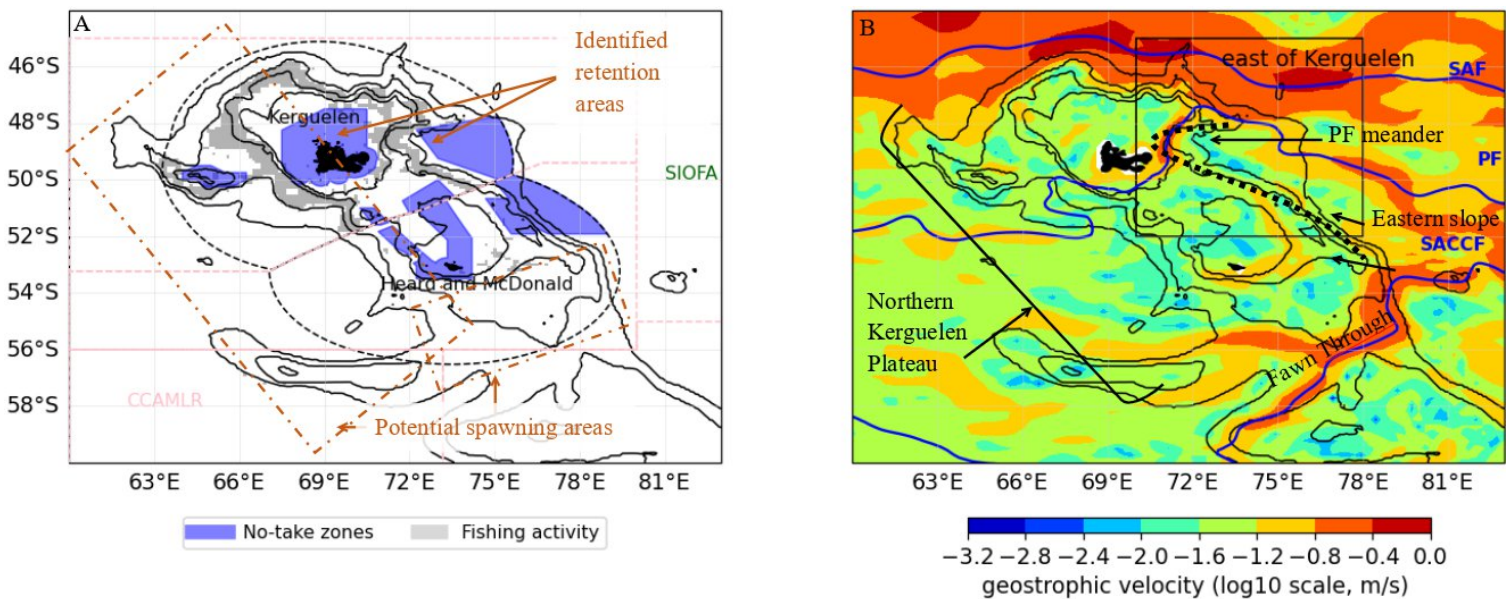 A
Identified
retention
areas
46°S
48°S
50°S
52°S
54°S
56°S
58°S
Kerguelen
SIOFA
Heard and McDonald
CCAMLR
Potential spawning areas
63°E
66°E
69°E
72°E
75°E
78°E
81°E
No-take zones
Fishing activity
B
east of Kerguelen
SAF
PF meander
PF
Eastern slope
SACCF
Northern
Kerguelen
Plateau
Fawn Through
63°E
66°E
69°E
72°E
75°E
78°E
81°E
−3.2 −2.8 −2.4 −2.0 −1.6 −1.2 −0.8 −0.4 0.0
geostrophic velocity (log10 scale, m/s)